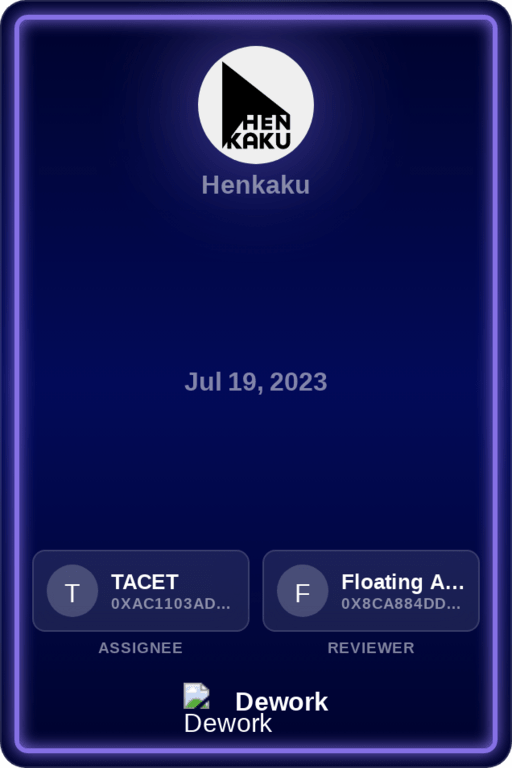 HEN
KAKU
Henkaku
Jul 19, 2023
T
TACET
0XAC1103AD...
ASSIGNEE
F
Floating A...
0X8CA884DD...
REVIEWER
Dework
Dework